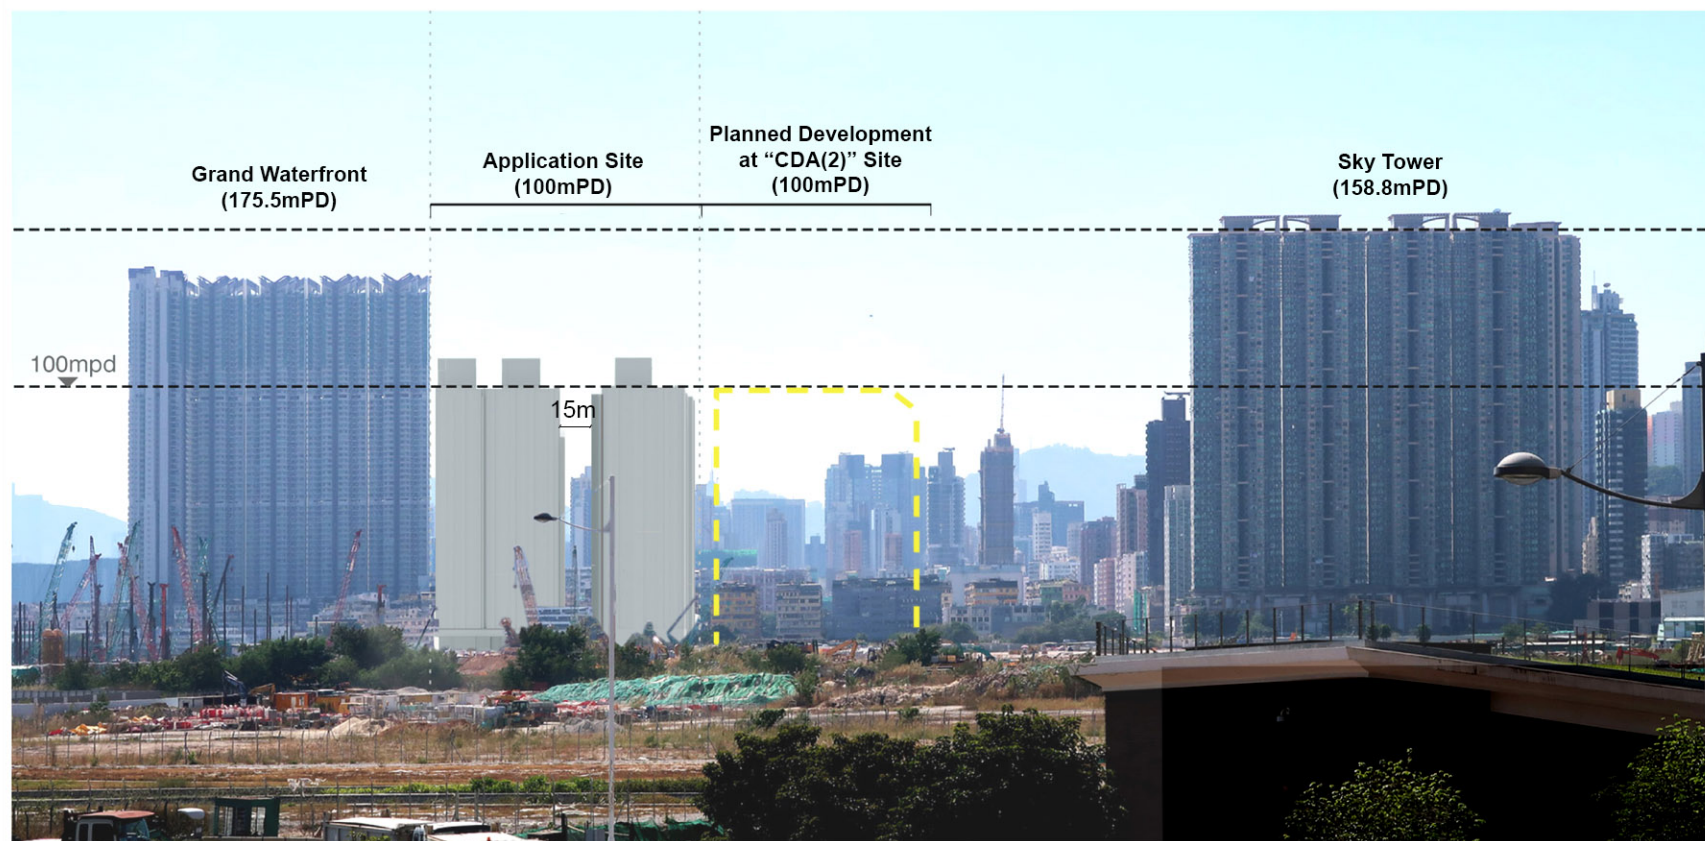 Planned Development
at “CDA(2)” Site
(100mPD)
Application Site
(100mPD)
Grand Waterfront
(175.5mPD)
Sky Tower
(158.8mPD)
100mpd
15m